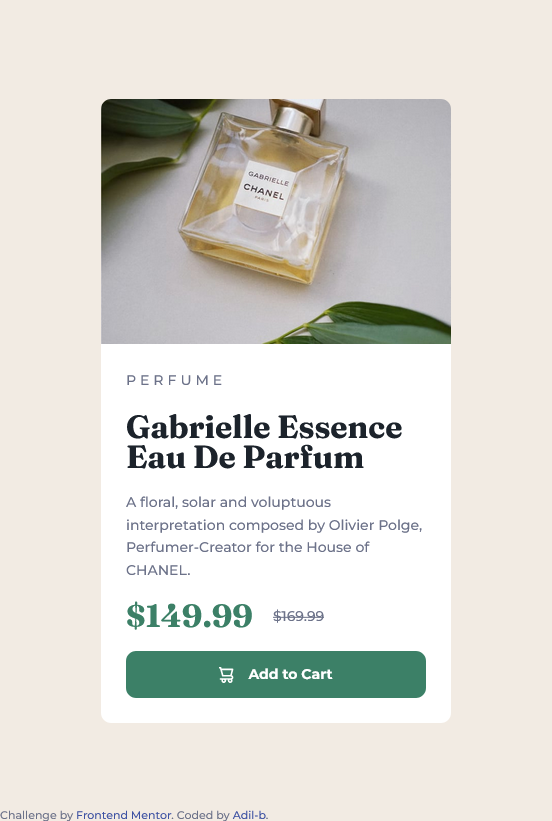 GABRIELLE
CHANEL
PARIS
PERFUME
Gabrielle Essence
Eau De Parfum
A floral, solar and voluptuous
interpretation composed by Olivier Polge,
Perfumer-Creator for the House of
CHANEL.
$149.99 $169.99
Add to Cart
Challenge by Frontend Mentor. Coded by Adil-b.